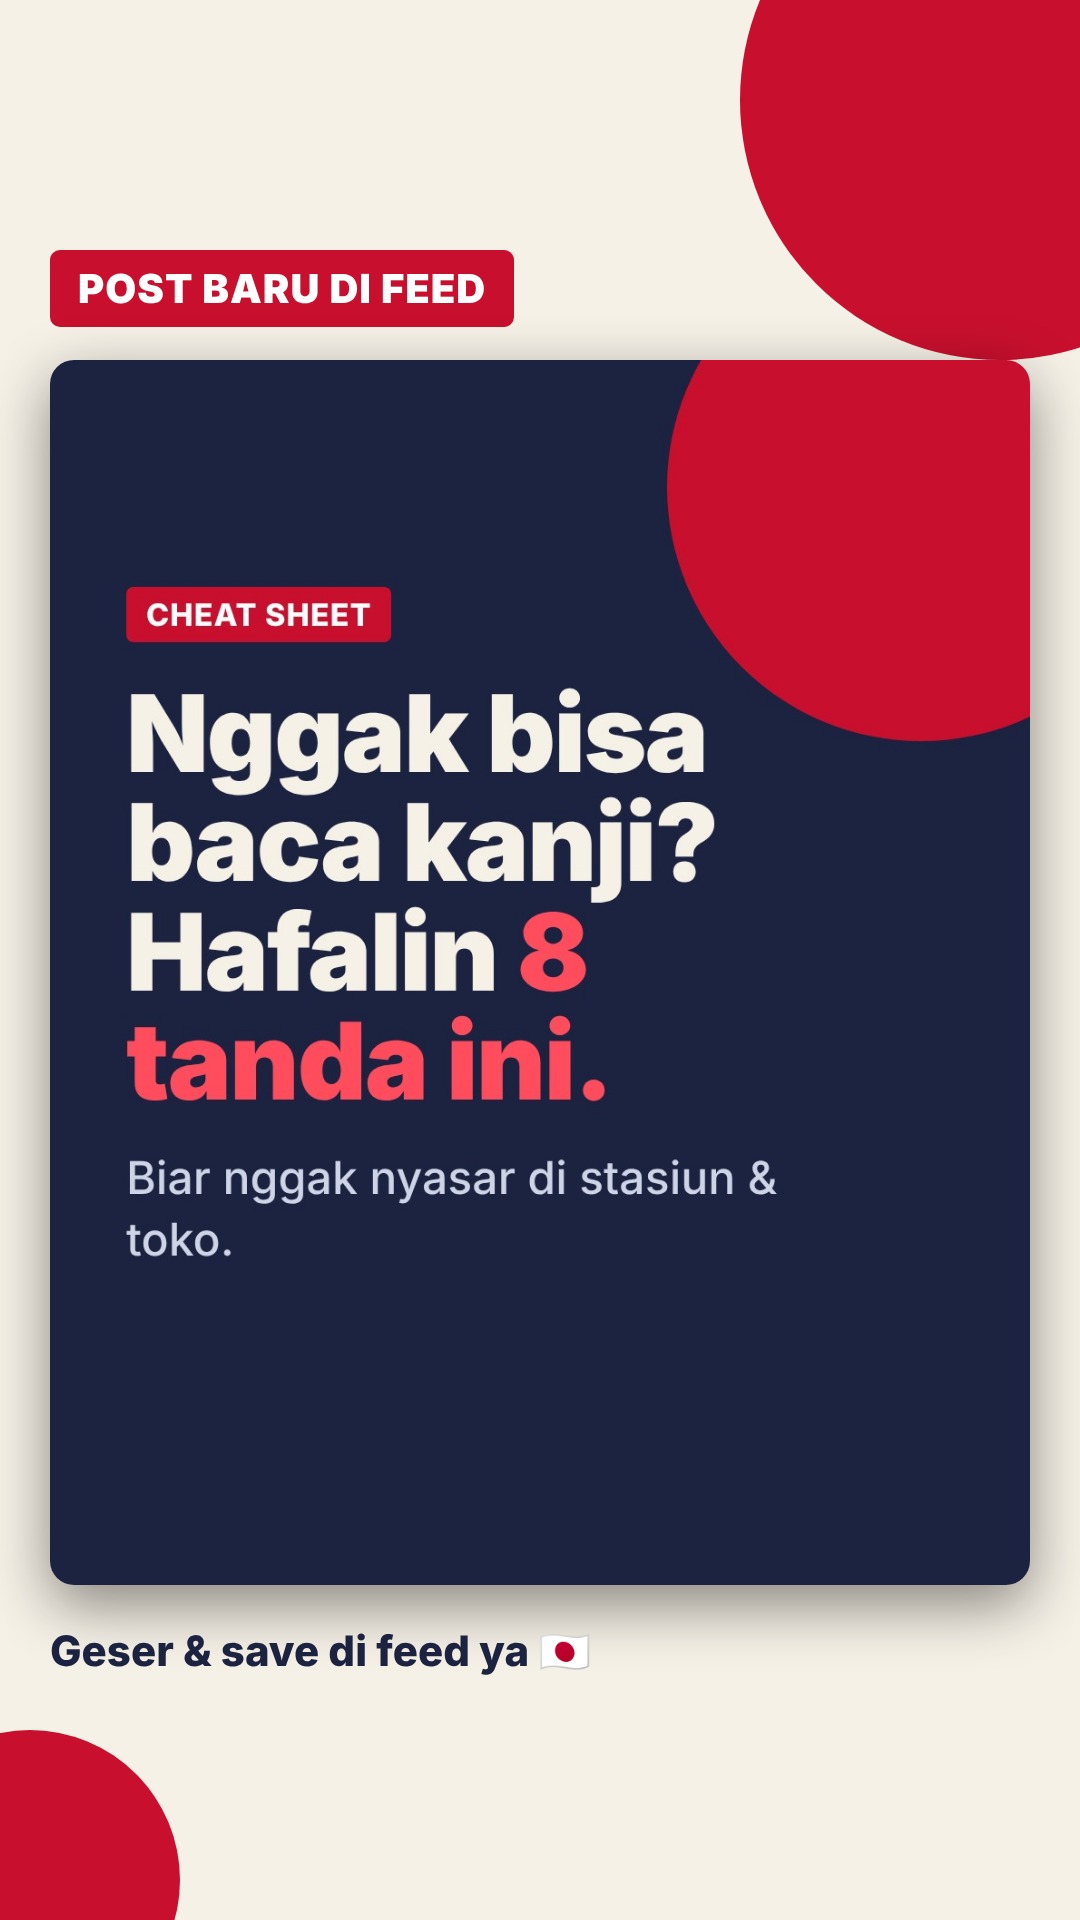 POST BARU DI FEED
CHEAT SHEET
Nggak bisa
baca kanji?
Hafalin 8
tanda ini.
Biar nggak nyasar di stasiun &
toko.
Geser & save di feed ya 🇯🇵